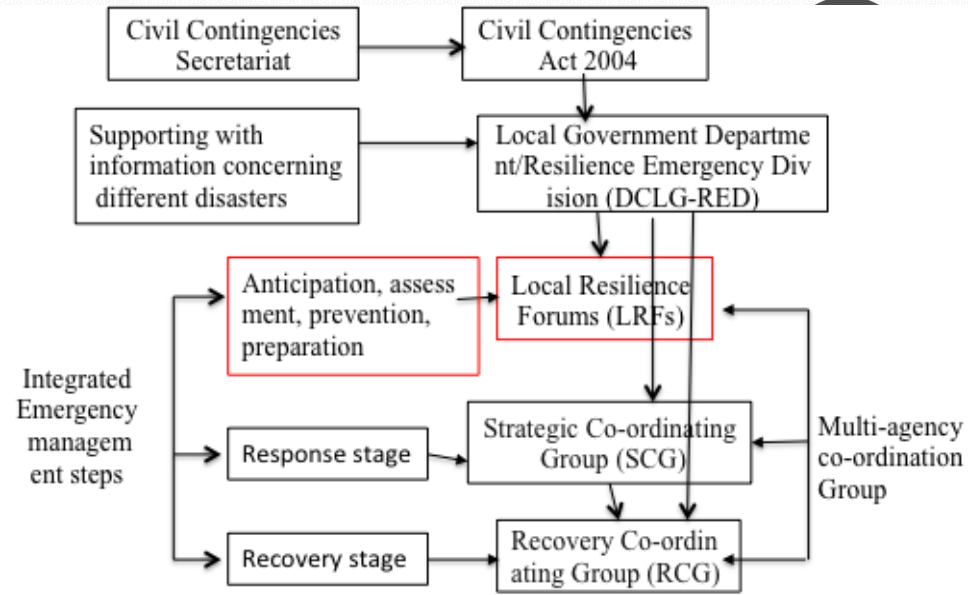 Civil Contingencies
Secretariat
Civil Contingencies
Act 2004
Supporting with
information concerning
different disasters
Local Government Departme
nt/Resilience Emergency Div
ision (DCLG-RED)
Anticipation, assess
ment, prevention,
preparation
Local Resilience
Forums (LRFs)
Integrated
Emergency
managem
ent steps
Response stage
Strategic Co-ordinating
Group (SCG)
Multi-agency
co-ordination
Group
Recovery stage
Recovery Co-ordin
ating Group (RCG)